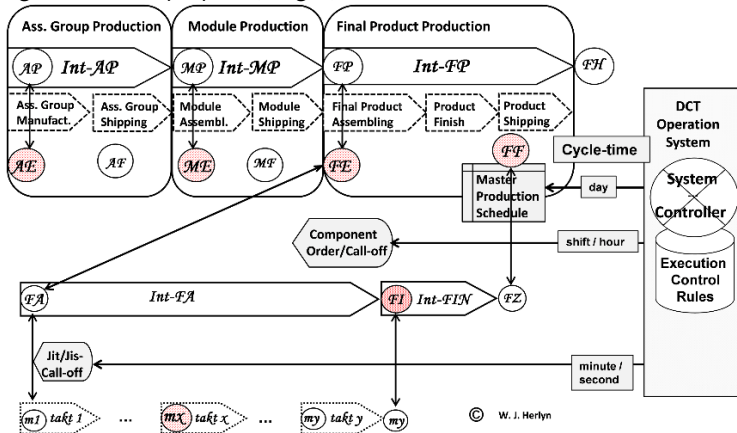 Ass. Group Production
Module Production
Final Product Production
AP
Int-AP
MP
Int-MP
FP
Int-FP
FH
Ass. Group
Manufact.
Ass. Group
Shipping
Module
Assembl.
Module
Shipping
Final Product
Assembling
Product
Finish
Product
Shipping
AE
AF
ME
MF
FE
FF
Master
Production
Schedule
Cycle-time
day
shift / hour
minute /
second
DCT
Operation
System
System
Controller
Execution
Control
Rules
Component
Order/Call-off
FA
Int-FA
FI
Int-FIN
FZ
Jit/Jis-
Call-off
m1 takt 1
...
mx takt x
...
my takt y
my
© W. J. Herlyn